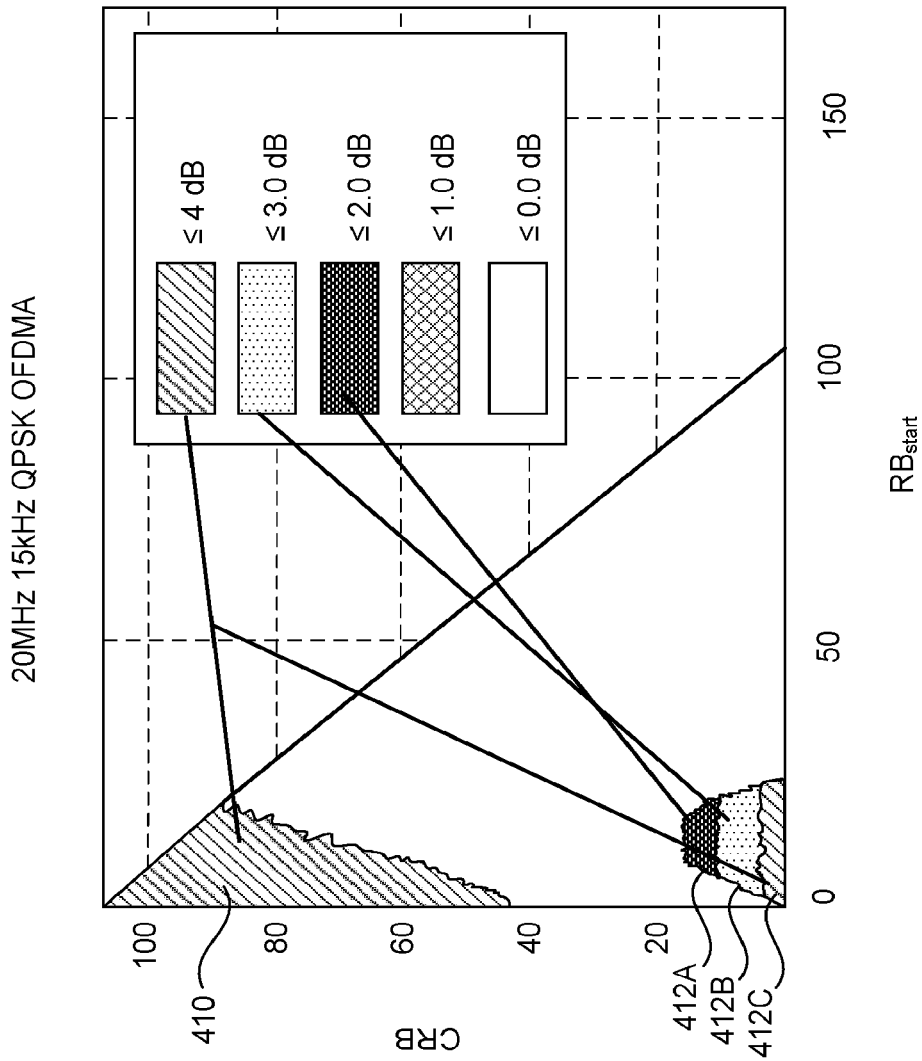 20MHz 15kHz QPSK OFDMA
≤ 4 dB
≤ 3.0 dB
≤ 2.0 dB
≤ 1.0 dB
≤ 0.0 dB
100
80
60
40
20
CRB
410
412A
412B
412C
0
50
100
150
RBstart